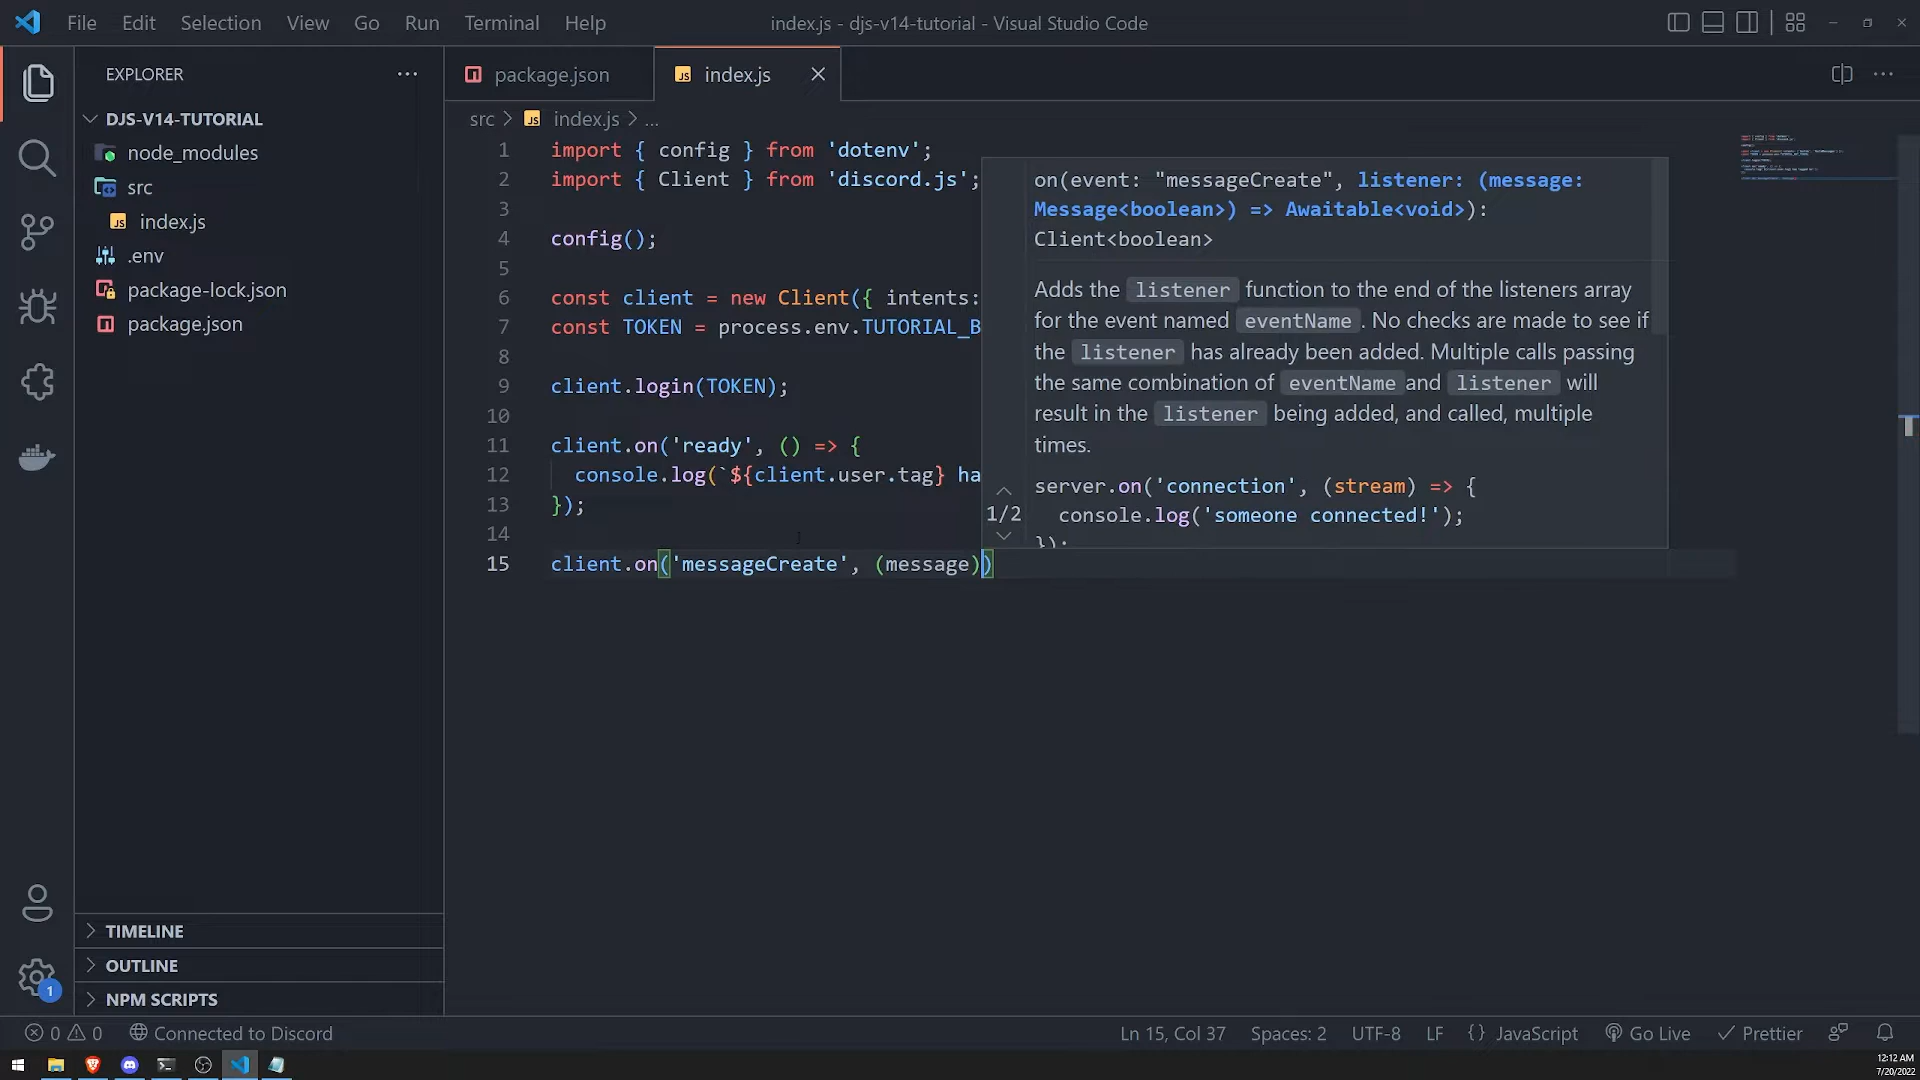 File Edit Selection View Go Run Terminal Help
index.js - djs-v14-tutorial - Visual Studio Code
EXPLORER
DJS-V14-TUTORIAL
node_modules
src
index.js
.env
package-lock.json
package.json
TIMELINE
OUTLINE
NPM SCRIPTS
1
package.json
index.js
src > index.js > ...
1 import { config } from 'dotenv';
2 import { Client } from 'discord.js';
3
4 config();
5
6 const client = new Client({ intents:
7 const TOKEN = process.env.TUTORIAL_B
8
9 client.login(TOKEN);
10
11 client.on('ready', () => {
12 console.log(`${client.user.tag} ha
13 });
14
15 client.on('messageCreate', (message))
on(event: "messageCreate", listener: (message:
Message<boolean>) => Awaitable<void>):
Client<boolean>
Adds the listener function to the end of the listeners array
for the event named eventName. No checks are made to see if
the listener has already been added. Multiple calls passing
the same combination of eventName and listener will
result in the listener being added, and called, multiple
times.
server.on('connection', (stream) => {
console.log('someone connected!');
});
1/2
0 0 Connected to Discord
Ln 15, Col 37 Spaces: 2 UTF-8 LF {} JavaScript Go Live Prettier
12:12 AM
7/20/2022